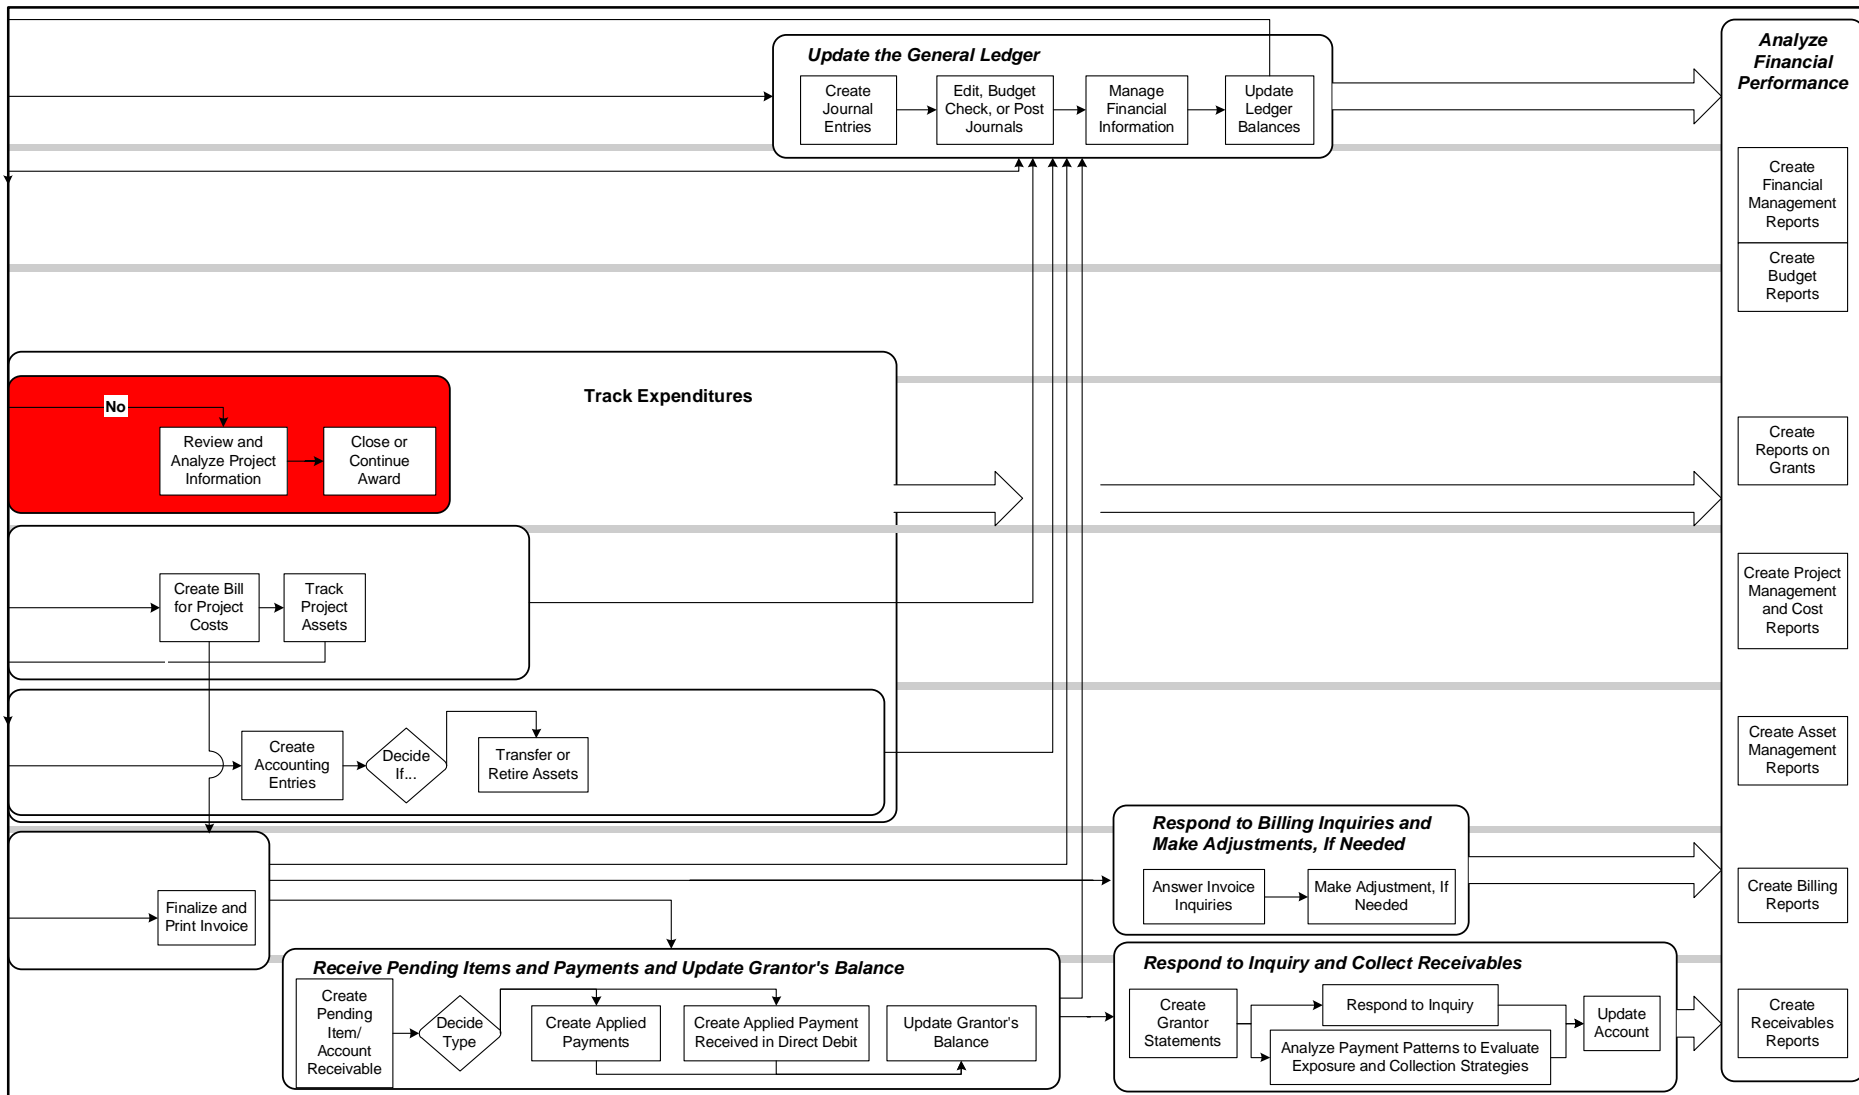 Update the General Ledger
Create
Journal
Entries
Edit, Budget
Check, or Post
Journals
Manage
Financial
Information
Update
Ledger
Balances
Analyze
Financial
Performance
Create
Financial
Management
Reports
Create
Budget
Reports
Track Expenditures
No
Review and
Analyze Project
Information
Close or
Continue
Award
Create
Reports on
Grants
Create Bill
for Project
Costs
Track
Project
Assets
Create Project
Management
and Cost
Reports
Create
Accounting
Entries
Decide
If...
Transfer or
Retire Assets
Create Asset
Management
Reports
Respond to Billing Inquiries and
Make Adjustments, If Needed
Answer Invoice
Inquiries
Make Adjustment, If
Needed
Create Billing
Reports
Finalize and
Print Invoice
Receive Pending Items and Payments and Update Grantor's Balance
Create
Pending
Item/
Account
Receivable
Decide
Type
Create Applied
Payments
Create Applied Payment
Received in Direct Debit
Update Grantor's
Balance
Respond to Inquiry and Collect Receivables
Create
Grantor
Statements
Respond to Inquiry
Analyze Payment Patterns to Evaluate
Exposure and Collection Strategies
Update
Account
Create
Receivables
Reports